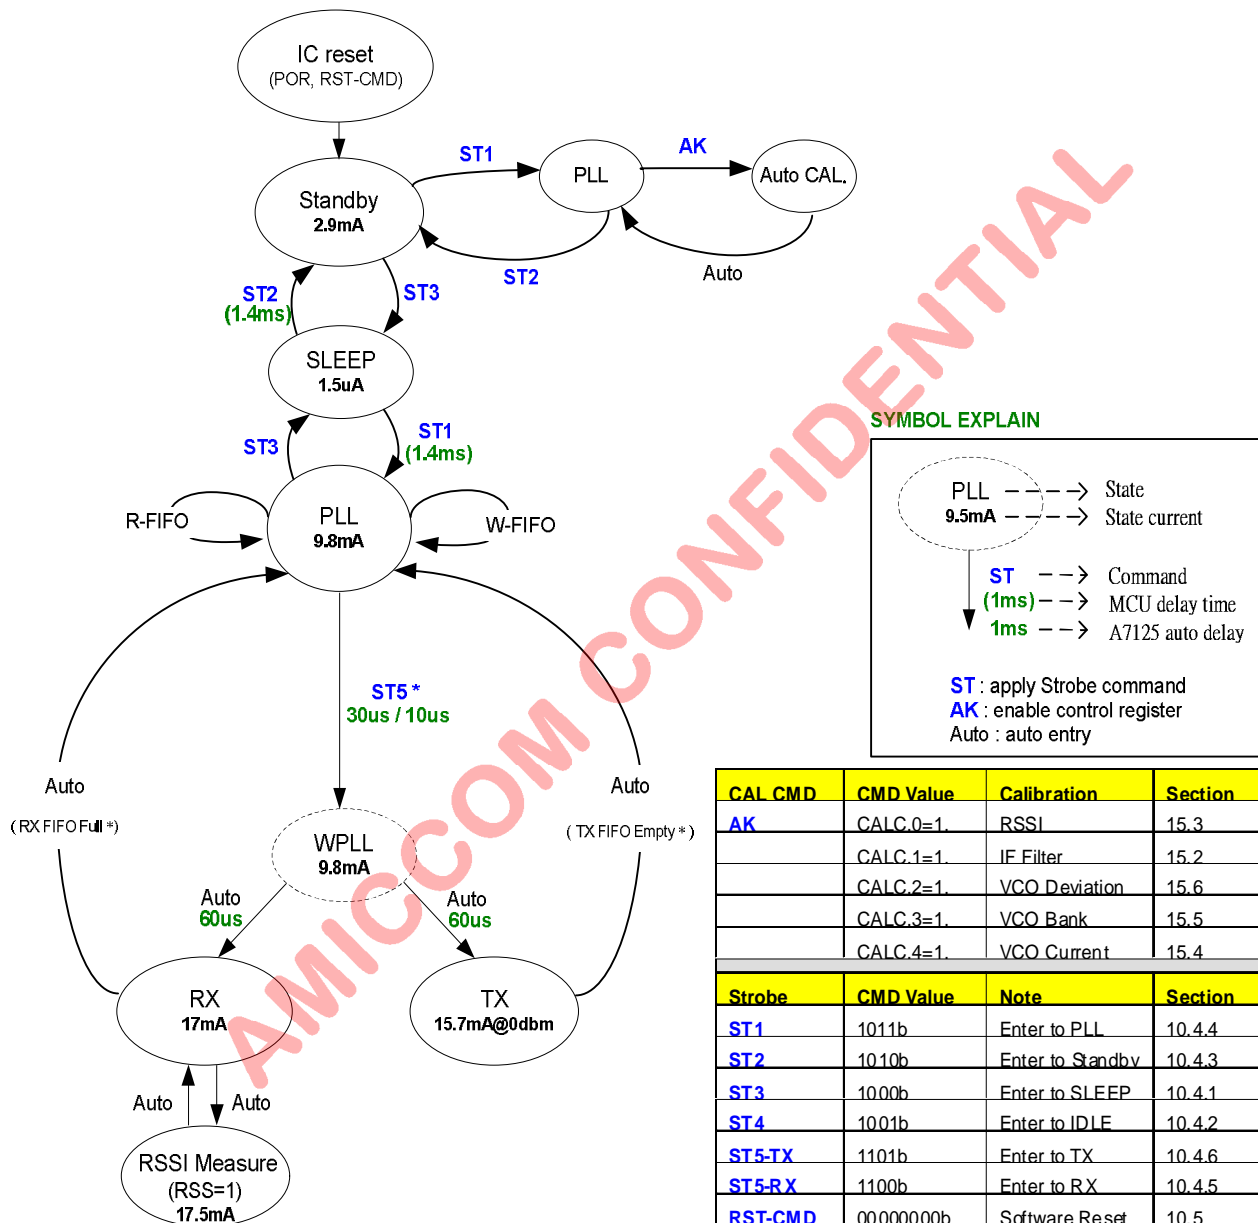 IC reset
(POR, RST-CMD)
ST1
AK
Standby
2.9mA
PLL
Auto CAL.
ST2
Auto
ST2
(1.4ms)
ST3
SLEEP
1.5uA
ST3
ST1
(1.4ms)
R-FIFO
PLL
9.8mA
W-FIFO
ST5 *
30us / 10us
Auto
( RX FIFO Full *)
Auto
( TX FIFO Empty * )
WPLL
9.8mA
Auto
60us
Auto
60us
RX
17mA
TX
15.7mA@0dbm
Auto
Auto
RSSI Measure
(RSS=1)
17.5mA
SYMBOL EXPLAIN
PLL
State
9.5mA
State current
ST
Command
(1ms)
MCU delay time
1ms
A7125 auto delay
ST : apply Strobe command
AK : enable control register
Auto : auto entry
CAL CMD CMD Value Calibration Section
AK CALC.0=1. RSSI 15.3
CALC.1=1. IF Filter 15.2
CALC.2=1. VCO Deviation 15.6
CALC.3=1. VCO Bank 15.5
CALC.4=1. VCO Current 15.4
Strobe CMD Value Note Section
ST1 1011b Enter to PLL 10.4.4
ST2 1010b Enter to Standby 10.4.3
ST3 1000b Enter to SLEEP 10.4.1
ST4 1001b Enter to IDLE 10.4.2
ST5-TX 1101b Enter to TX 10.4.6
ST5-RX 1100b Enter to RX 10.4.5
RST-CMD 00000000b Software Reset 10.5
AMICCOM CONFIDENTIAL